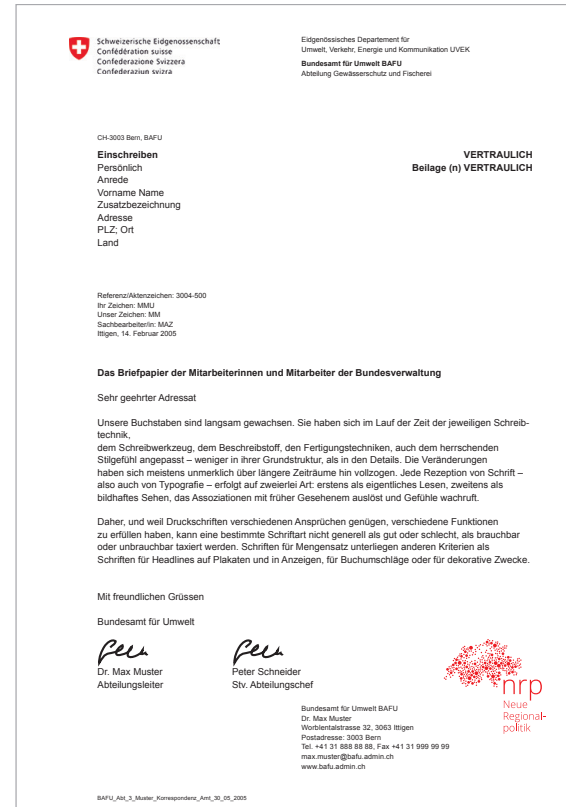 Schweizerische Eidgenossenschaft
Confédération suisse
Confederazione Svizzera
Confederaziun svizra
Eidgenössisches Departement für
Umwelt, Verkehr, Energie und Kommunikation UVEK
Bundesamt für Umwelt BAFU
Abteilung Gewässerschutz und Fischerei
CH-3003 Bern, BAFU
Einschreiben
Persönlich
Anrede
Vorname Name
Zusatzbezeichnung
Adresse
PLZ; Ort
Land
VERTRAULICH
Beilage (n) VERTRAULICH
Referenz/Aktenzeichen: 3004-500
Ihr Zeichen: MMU
Unser Zeichen: MM
Sachbearbeiter/in: MAZ
Ittigen, 14. Februar 2005
Das Briefpapier der Mitarbeiterinnen und Mitarbeiter der Bundesverwaltung
Sehr geehrter Adressat
Unsere Buchstaben sind langsam gewachsen. Sie haben sich im Lauf der Zeit der jeweiligen Schreib-
technik,
dem Schreibwerkzeug, dem Beschreibstoff, den Fertigungstechniken, auch dem herrschenden
Stilgefühl angepasst – weniger in ihrer Grundstruktur, als in den Details. Die Veränderungen
haben sich meistens unmerklich über längere Zeiträume hin vollzogen. Jede Rezeption von Schrift –
also auch von Typografie – erfolgt auf zweierlei Art: erstens als eigentliches Lesen, zweitens als
bildhaftes Sehen, das Assoziationen mit früher Gesehenem auslöst und Gefühle wachruft.
Daher, und weil Druckschriften verschiedenen Ansprüchen genügen, verschiedene Funktionen
zu erfüllen haben, kann eine bestimmte Schriftart nicht generell als gut oder schlecht, als brauchbar
oder unbrauchbar taxiert werden. Schriften für Mengensatz unterliegen anderen Kriterien als
Schriften für Headlines auf Plakaten und in Anzeigen, für Buchumschläge oder für dekorative Zwecke.
Mit freundlichen Grüssen
Bundesamt für Umwelt
Dr. Max Muster
Abteilungsleiter
Peter Schneider
Stv. Abteilungschef
nrp
Neue
Regional-
politik
Bundesamt für Umwelt BAFU
Dr. Max Muster
Worblentalstrasse 32, 3063 Ittigen
Postadresse: 3003 Bern
Tel. +41 31 888 88 88, Fax +41 31 999 99 99
max.muster@bafu.admin.ch
www.bafu.admin.ch
BAFU_Abt_3_Muster_Korrespondenz_Amt_30_05_2005